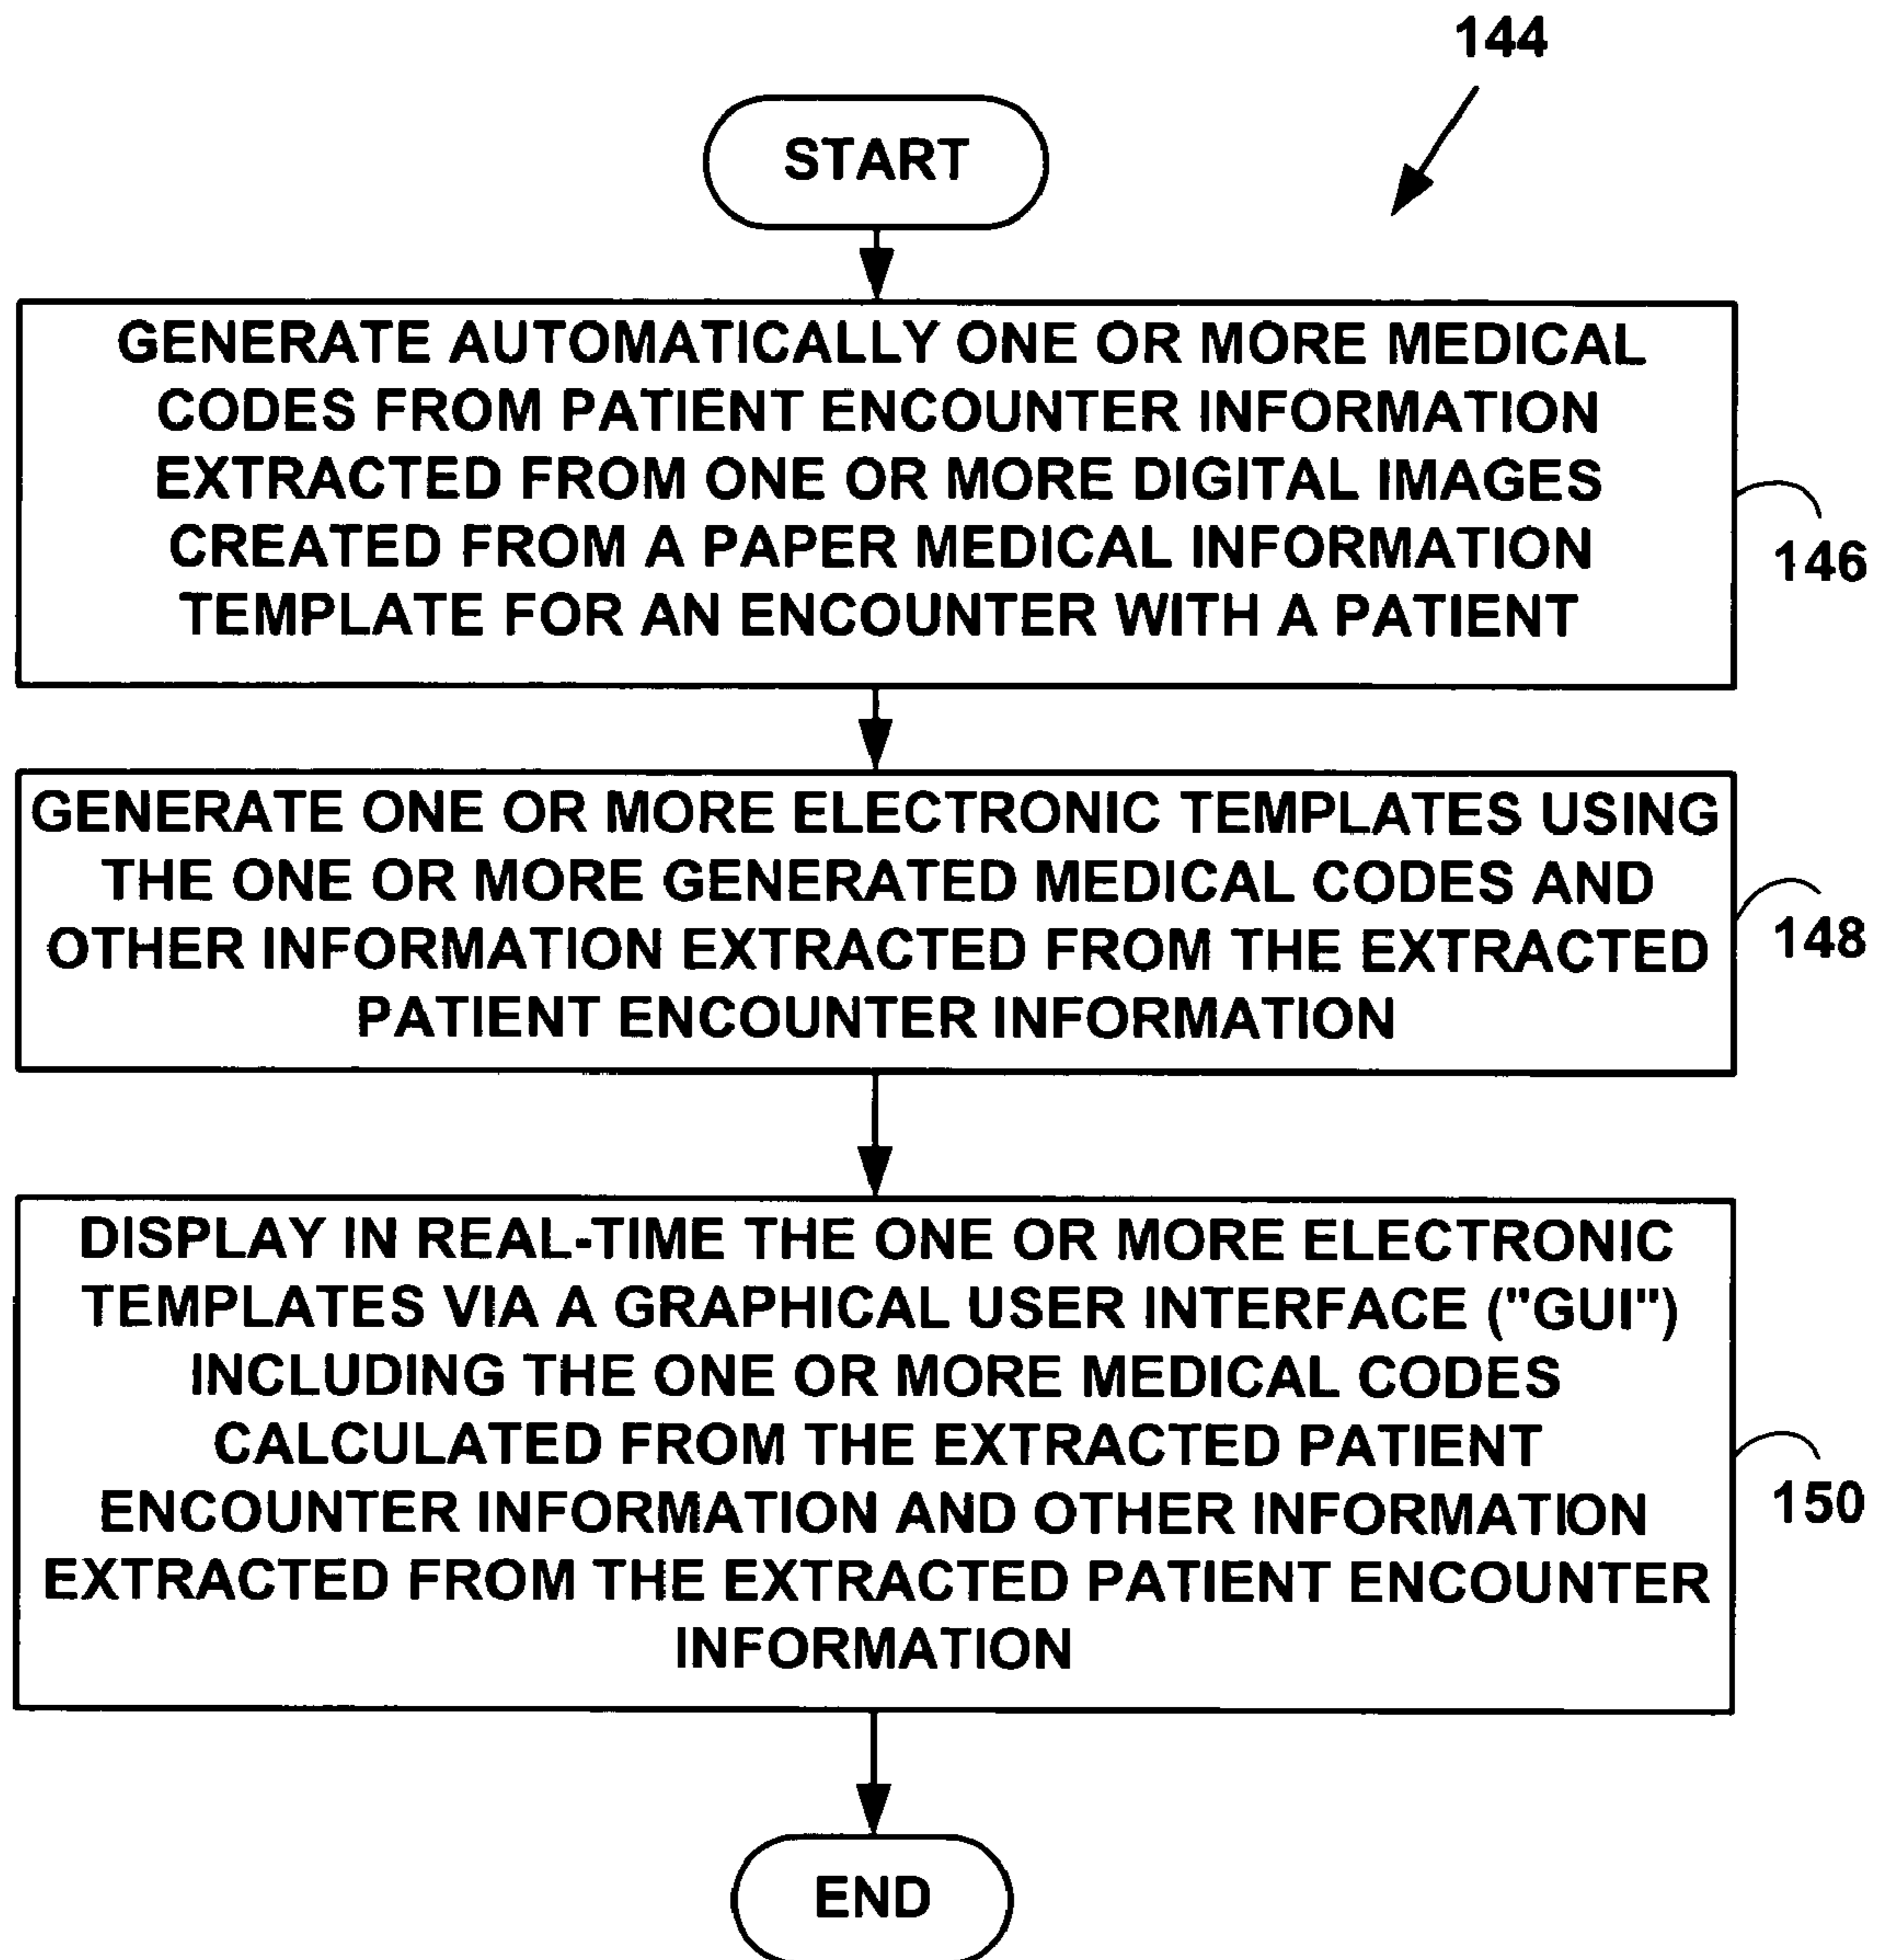 144
START
GENERATE AUTOMATICALLY ONE OR MORE MEDICAL
CODES FROM PATIENT ENCOUNTER INFORMATION
EXTRACTED FROM ONE OR MORE DIGITAL IMAGES
CREATED FROM A PAPER MEDICAL INFORMATION
TEMPLATE FOR AN ENCOUNTER WITH A PATIENT
146
GENERATE ONE OR MORE ELECTRONIC TEMPLATES USING
THE ONE OR MORE GENERATED MEDICAL CODES AND
OTHER INFORMATION EXTRACTED FROM THE EXTRACTED
PATIENT ENCOUNTER INFORMATION
148
DISPLAY IN REAL-TIME THE ONE OR MORE ELECTRONIC
TEMPLATES VIA A GRAPHICAL USER INTERFACE ("GUI")
INCLUDING THE ONE OR MORE MEDICAL CODES
CALCULATED FROM THE EXTRACTED PATIENT
ENCOUNTER INFORMATION AND OTHER INFORMATION
EXTRACTED FROM THE EXTRACTED PATIENT ENCOUNTER
INFORMATION
150
END